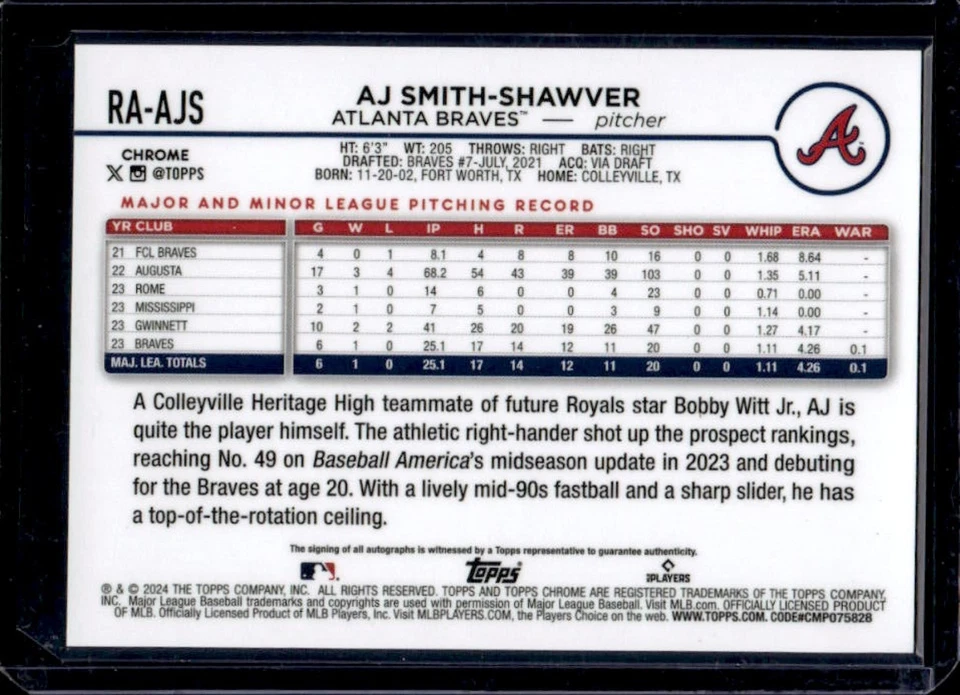 RA-AJS
AJ SMITH-SHAWVER
ATLANTA BRAVES™ — pitcher
CHROME
@TOPPS
HT: 6'3" WT: 205 THROWS: RIGHT BATS: RIGHT
DRAFTED: BRAVES #7-JULY, 2021 ACQ: VIA DRAFT
BORN: 11-20-02, FORT WORTH, TX HOME: COLLEYVILLE, TX
MAJOR AND MINOR LEAGUE PITCHING RECORD
YR CLUB G W L IP H R ER BB SO SHO SV WHIP ERA WAR
21 FCL BRAVES 4 0 1 8.1 4 8 8 10 16 0 0 1.68 8.64 -
22 AUGUSTA 17 3 4 68.2 54 43 39 39 103 0 0 1.35 5.11 -
23 ROME 3 1 0 14 6 0 0 4 23 0 0 0.71 0.00 -
23 MISSISSIPPI 2 1 0 7 5 0 0 3 9 0 0 1.14 0.00 -
23 GWINNETT 10 2 2 41 26 20 19 26 47 0 0 1.27 4.17 -
23 BRAVES 6 1 0 25.1 17 14 12 11 20 0 0 1.11 4.26 0.1
MAJ. LEA. TOTALS 6 1 0 25.1 17 14 12 11 20 0 0 1.11 4.26 0.1
A Colleyville Heritage High teammate of future Royals star Bobby Witt Jr., AJ is
quite the player himself. The athletic right-hander shot up the prospect rankings,
reaching No. 49 on Baseball America's midseason update in 2023 and debuting
for the Braves at age 20. With a lively mid-90s fastball and a sharp slider, he has
a top-of-the-rotation ceiling.
The signing of all autographs is witnessed by a Topps representative to guarantee authenticity.
topps
PLAYERS
® & © 2024 THE TOPPS COMPANY, INC. ALL RIGHTS RESERVED. TOPPS AND TOPPS CHROME ARE REGISTERED TRADEMARKS OF THE TOPPS COMPANY,
INC. Major League Baseball trademarks and copyrights are used with permission of Major League Baseball. Visit MLB.com. OFFICIALLY LICENSED PRODUCT
OF MLB. Officially Licensed Product of MLB Players, Inc. Visit MLBPLAYERS.COM, the Players Choice on the web. WWW.TOPPS.COM. CODE#CMP075828